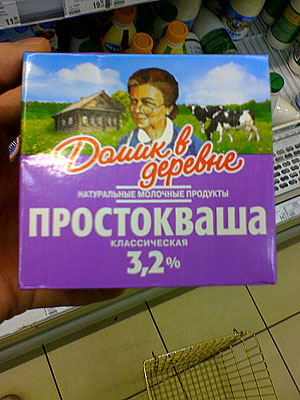 Домик в
деревне
НАТУРАЛЬНЫЕ МОЛОЧНЫЕ ПРОДУКТЫ
ПРОСТОКВАША
КЛАССИЧЕСКАЯ
3,2%